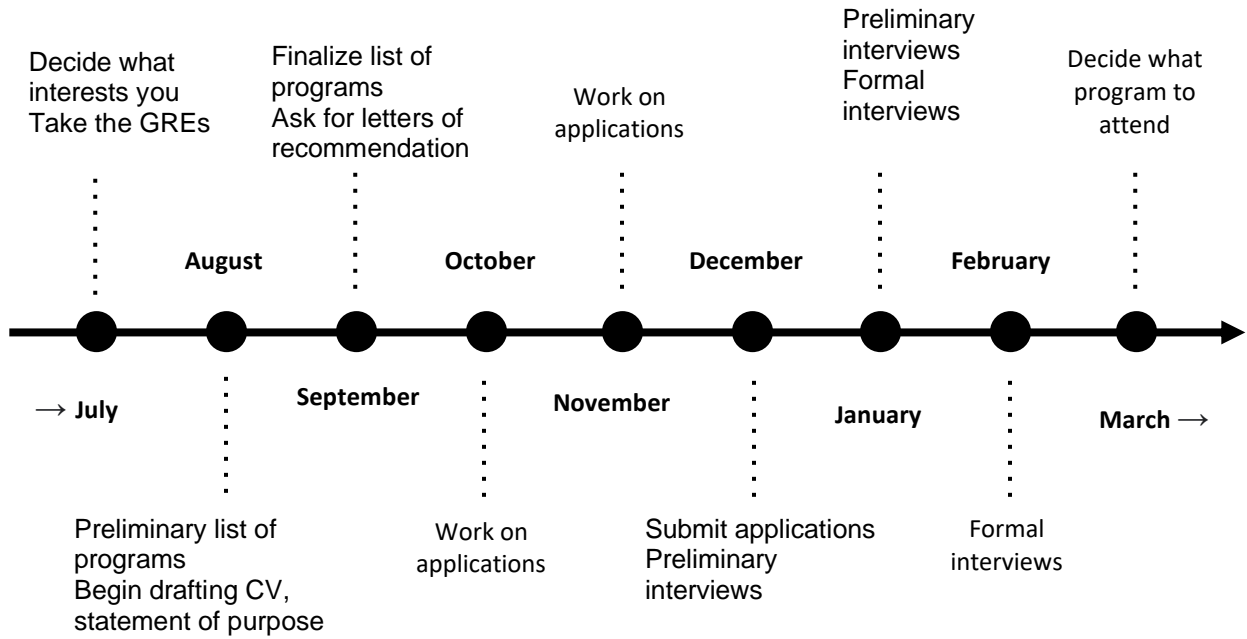 Decide what
interests you
Take the GREs
Finalize list of
programs
Ask for letters of
recommendation
Work on
applications
Preliminary
interviews
Formal
interviews
Decide what
program to
attend
August
October
December
February
→ July
September
November
January
March →
Preliminary list of
programs
Begin drafting CV,
statement of purpose
Work on
applications
Submit applications
Preliminary
interviews
Formal
interviews